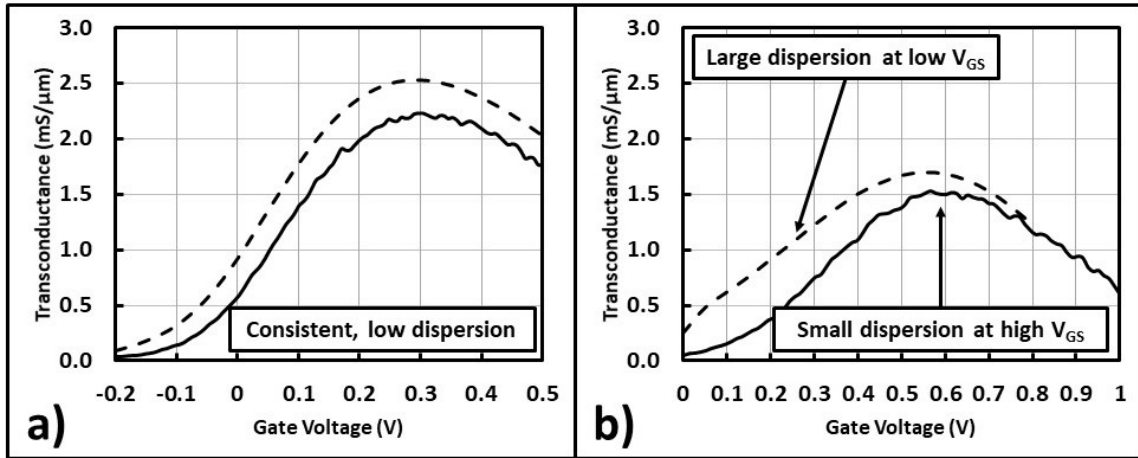 3.0
2.5
2.0
1.5
1.0
0.5
0.0
Transconductance (mS/μm)
Consistent, low dispersion
-0.2 -0.1 0 0.1 0.2 0.3 0.4 0.5
Gate Voltage (V)
a)
3.0
2.5
2.0
1.5
1.0
0.5
0.0
Transconductance (mS/μm)
Large dispersion at low VGS
Small dispersion at high VGS
0 0.1 0.2 0.3 0.4 0.5 0.6 0.7 0.8 0.9 1
Gate Voltage (V)
b)